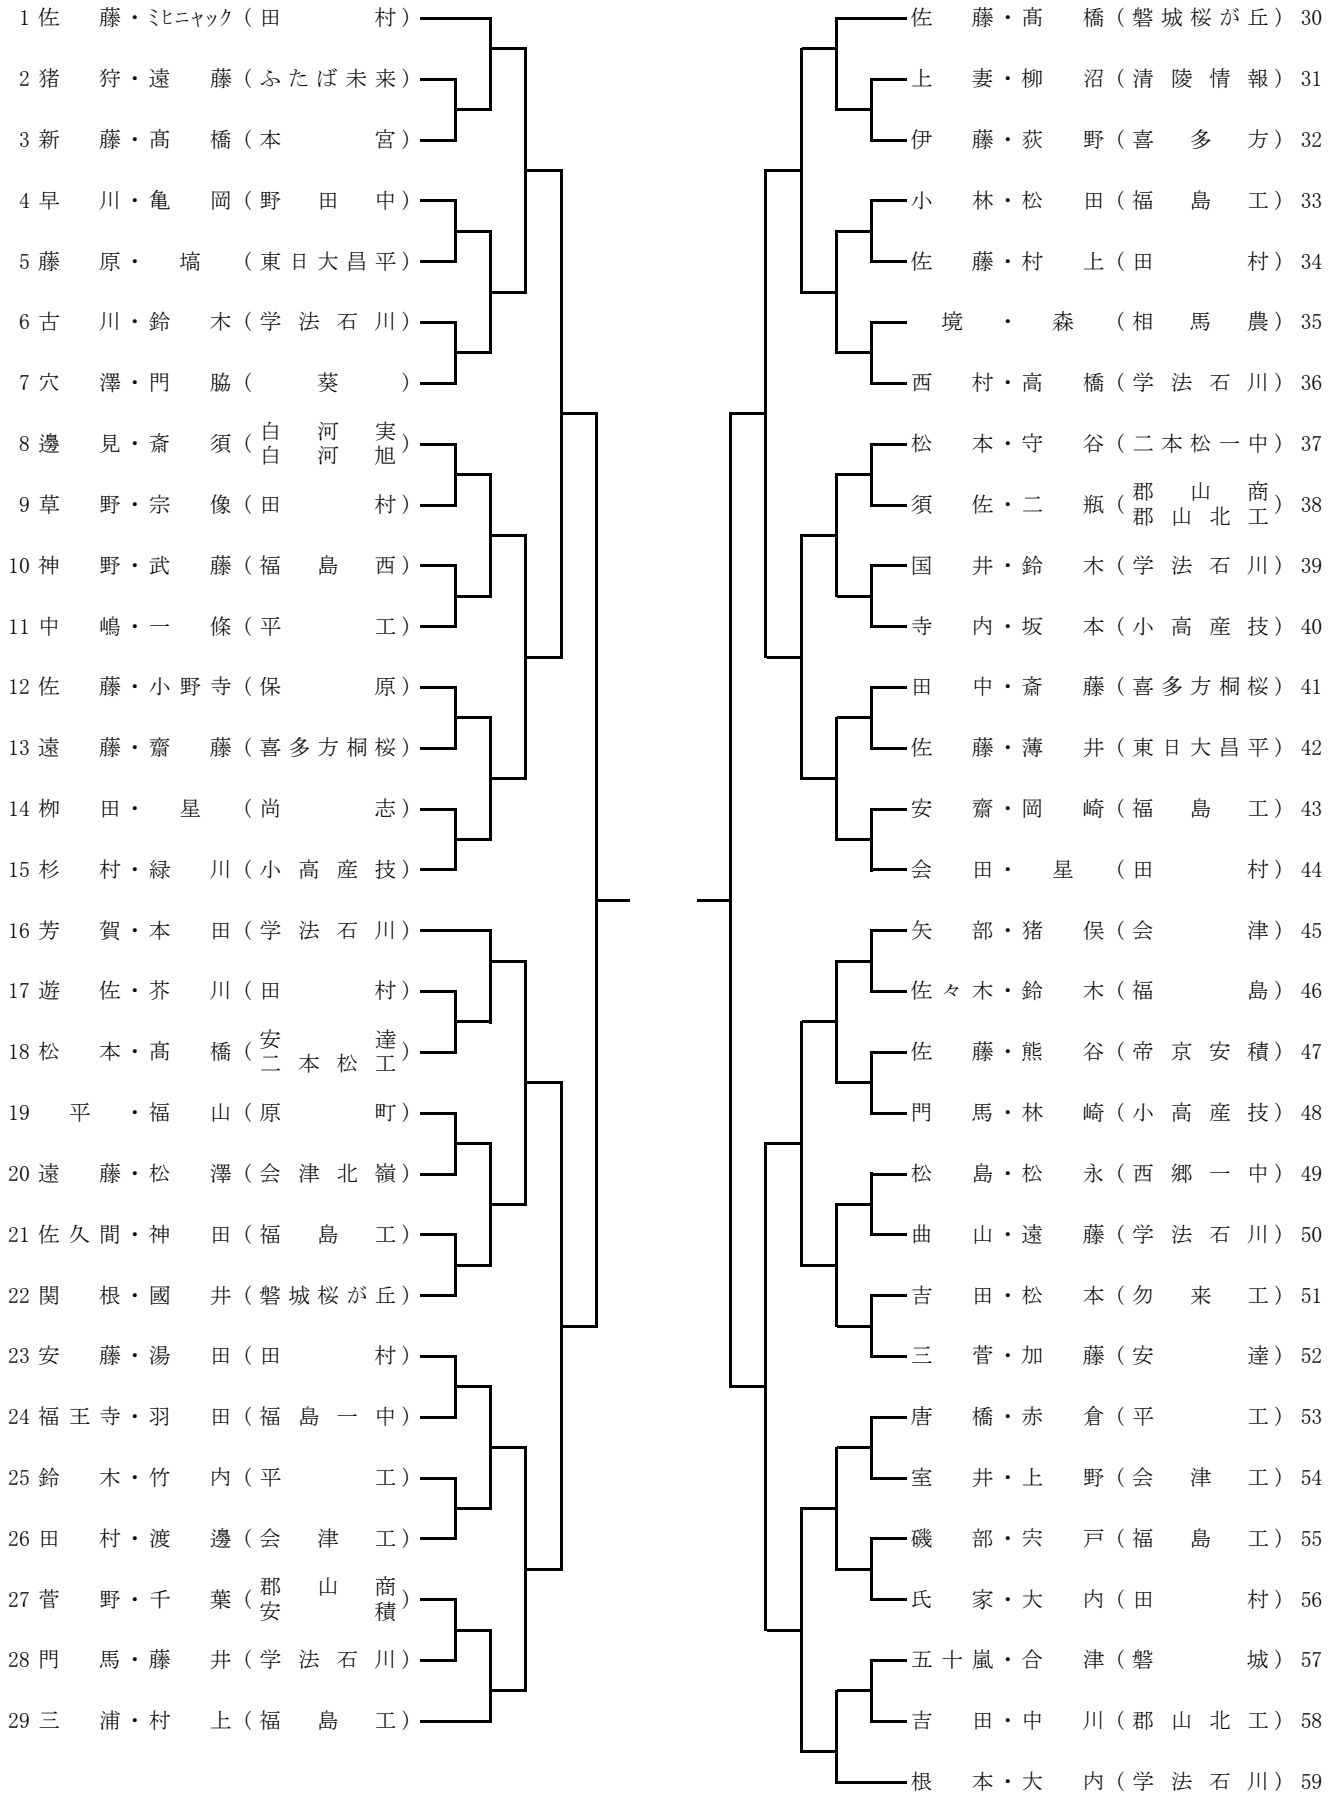 1 佐藤・ミヒニャック（田村）
2 猪狩・遠藤（ふたば未来）
3 新藤・髙橋（本宮）
4 早川・亀岡（野田中）
5 藤原・塙（東日大昌平）
6 古川・鈴木（学法石川）
7 穴澤・門脇（葵）
8 邊見・斎須（白河実 白河旭）
9 草野・宗像（田村）
10 神野・武藤（福島西）
11 中嶋・一條（平工）
12 佐藤・小野寺（保原）
13 遠藤・齋藤（喜多方桐桜）
14 栁田・星（尚志）
15 杉村・緑川（小高産技）
16 芳賀・本田（学法石川）
17 遊佐・芥川（田村）
18 松本・髙橋（安達 二本松工）
19 平・福山（原町）
20 遠藤・松澤（会津北嶺）
21 佐久間・神田（福島工）
22 関根・國井（磐城桜が丘）
23 安藤・湯田（田村）
24 福王寺・羽田（福島一中）
25 鈴木・竹内（平工）
26 田村・渡邊（会津工）
27 菅野・千葉（郡山商 安積）
28 門馬・藤井（学法石川）
29 三浦・村上（福島工）
佐藤・髙橋（磐城桜が丘）30
上妻・柳沼（清陵情報）31
伊藤・荻野（喜多方）32
小林・松田（福島工）33
佐藤・村上（田村）34
境・森（相馬農）35
西村・高橋（学法石川）36
松本・守谷（二本松一中）37
須佐・二瓶（郡山商 郡山北工）38
国井・鈴木（学法石川）39
寺内・坂本（小高産技）40
田中・斎藤（喜多方桐桜）41
佐藤・薄井（東日大昌平）42
安齋・岡崎（福島工）43
会田・星（田村）44
矢部・猪俣（会津）45
佐々木・鈴木（福島）46
佐藤・熊谷（帝京安積）47
門馬・林崎（小高産技）48
松島・松永（西郷一中）49
曲山・遠藤（学法石川）50
吉田・松本（勿来工）51
三菅・加藤（安達）52
唐橋・赤倉（平工）53
室井・上野（会津工）54
磯部・宍戸（福島工）55
氏家・大内（田村）56
五十嵐・合津（磐城）57
吉田・中川（郡山北工）58
根本・大内（学法石川）59